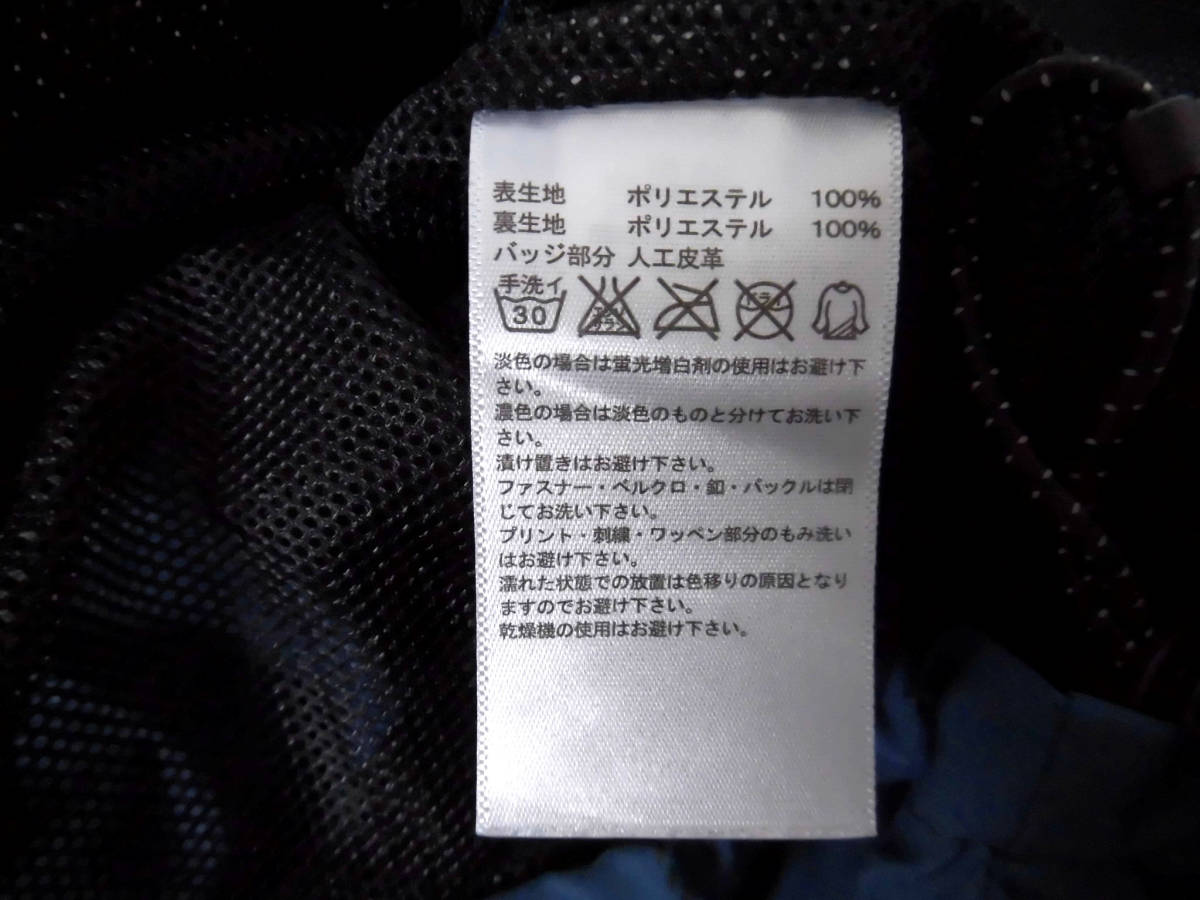 表生地 ポリエステル 100%
裏生地 ポリエステル 100%
バッジ部分 人工皮革
手洗イ
30 エンソサラシ ドライ
淡色の場合は蛍光増白剤の使用はお避け下
さい。
濃色の場合は淡色のものと分けてお洗い下
さい。
漬け置きはお避け下さい。
ファスナー・ベルクロ・釦・バックルは閉
じてお洗い下さい。
プリント・刺繍・ワッペン部分のもみ洗い
はお避け下さい。
濡れた状態での放置は色移りの原因となり
ますのでお避け下さい。
乾燥機の使用はお避け下さい。